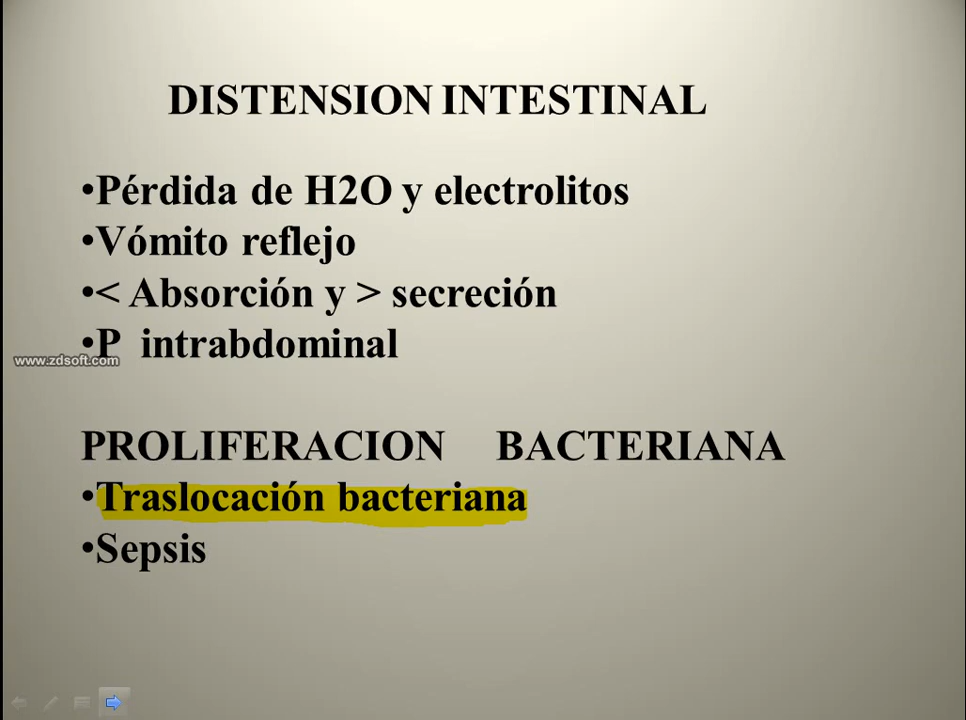 DISTENSION INTESTINAL
•Pérdida de H2O y electrolitos
•Vómito reflejo
•< Absorción y > secreción
•P intrabdominal
www.zdsoft.com
PROLIFERACION BACTERIANA
•Traslocación bacteriana
•Sepsis